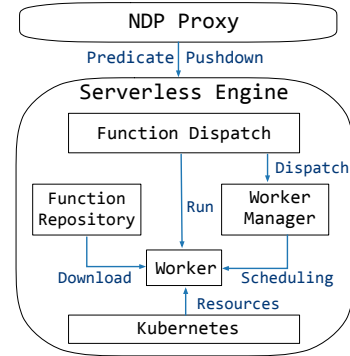 NDP Proxy
Predicate Pushdown
Serverless Engine
Function Dispatch
Dispatch
Function
Repository
Run
Worker
Manager
Download
Worker
Scheduling
Resources
Kubernetes